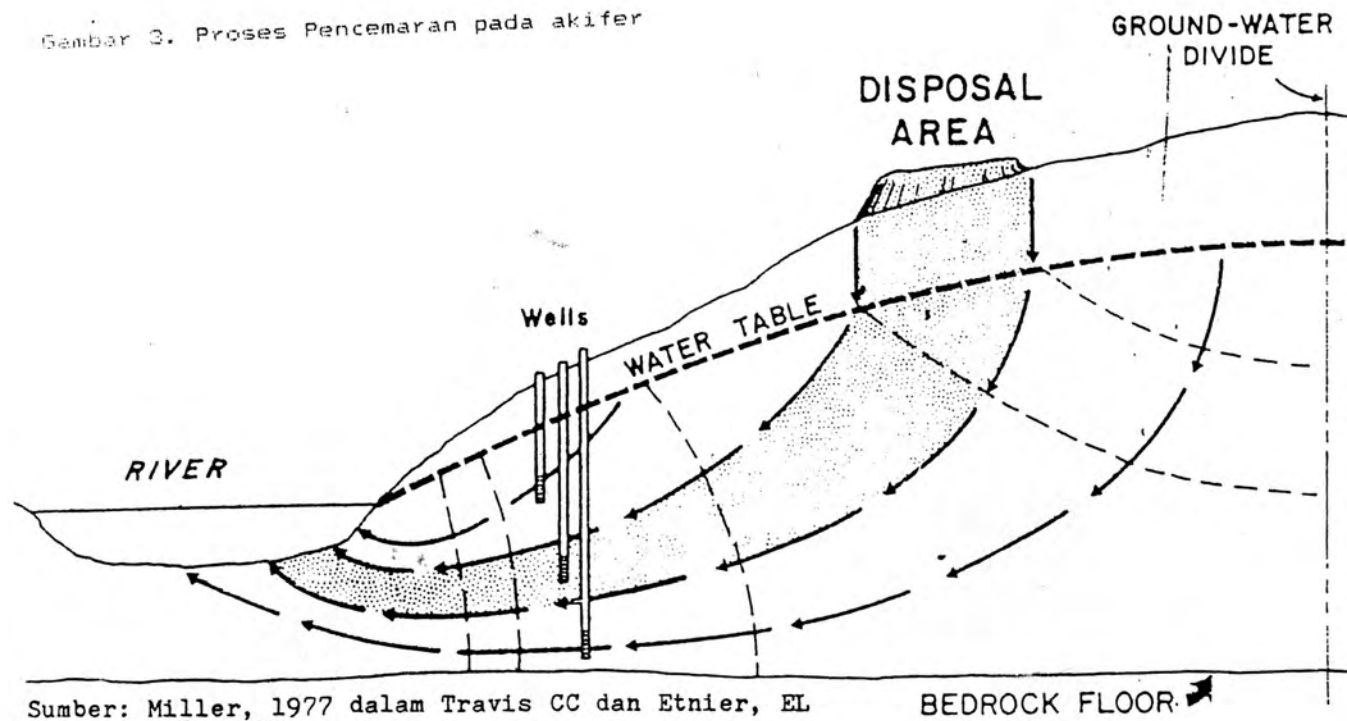 Gambar 3. Proses Pencemaran pada akifer
GROUND-WATER
DIVIDE
DISPOSAL
AREA
Wells
WATER TABLE
RIVER
BEDROCK FLOOR
Sumber: Miller, 1977 dalam Travis CC dan Etnier, EL